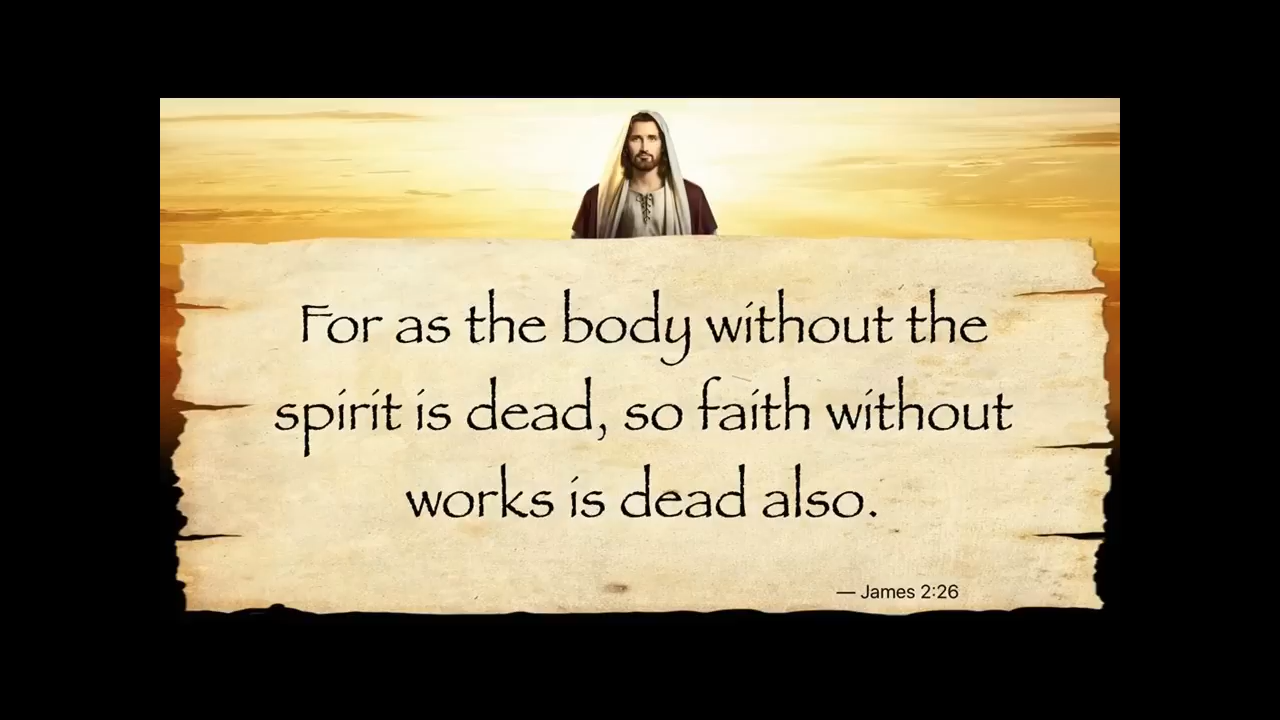 For as the body without the
spirit is dead, so faith without
works is dead also.
— James 2:26